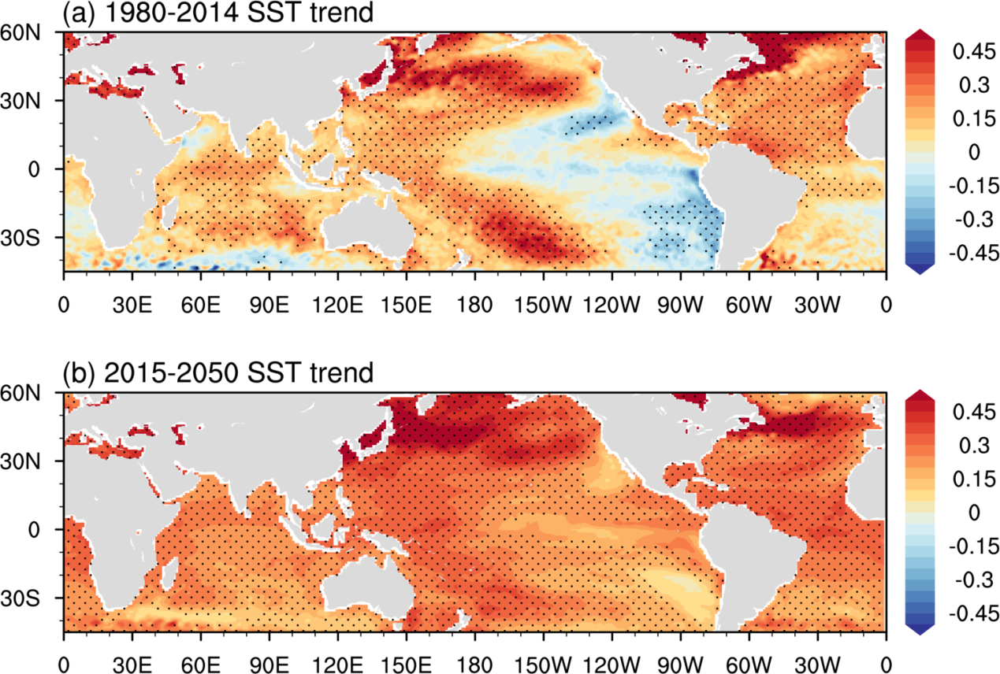 (a) 1980-2014 SST trend
60N
30N
0
30S
0 30E 60E 90E 120E 150E 180 150W 120W 90W 60W 30W 0
0.45
0.3
0.15
0
-0.15
-0.3
-0.45
(b) 2015-2050 SST trend
60N
30N
0
30S
0 30E 60E 90E 120E 150E 180 150W 120W 90W 60W 30W 0
0.45
0.3
0.15
0
-0.15
-0.3
-0.45